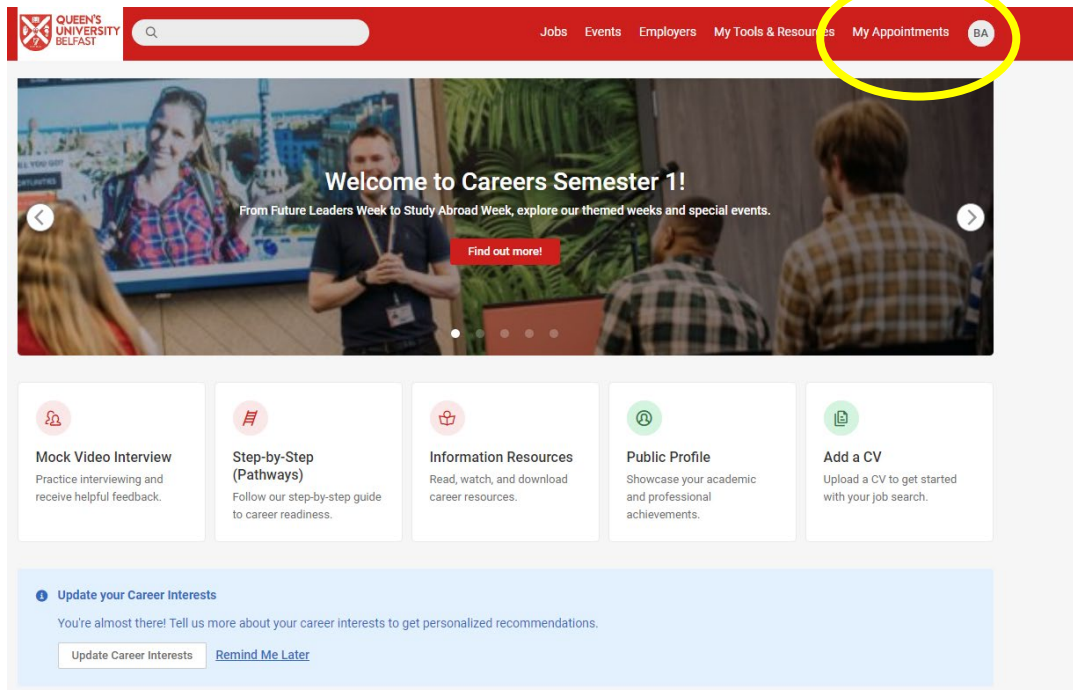 QUEEN'S
UNIVERSITY
BELFAST
Jobs Events Employers My Tools & Resources My Appointments BA
Welcome to Careers Semester 1!
From Future Leaders Week to Study Abroad Week, explore our themed weeks and special events.
Find out more!
Mock Video Interview
Practice interviewing and
receive helpful feedback.
Step-by-Step
(Pathways)
Follow our step-by-step guide
to career readiness.
Information Resources
Read, watch, and download
career resources.
Public Profile
Showcase your academic
and professional
achievements.
Add a CV
Upload a CV to get started
with your job search.
Update your Career Interests
You're almost there! Tell us more about your career interests to get personalized recommendations.
Update Career Interests Remind Me Later